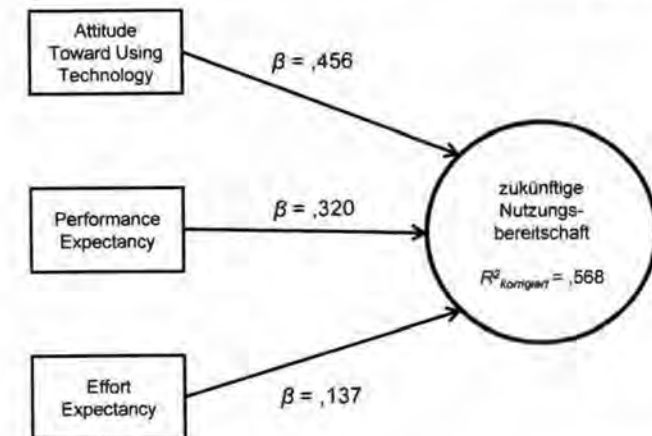 Attitude
Toward Using
Technology
β = ,456
Performance
Expectancy
β = ,320
zukünftige
Nutzungs-
bereitschaft
R²korrigiert = ,568
Effort
Expectancy
β = ,137